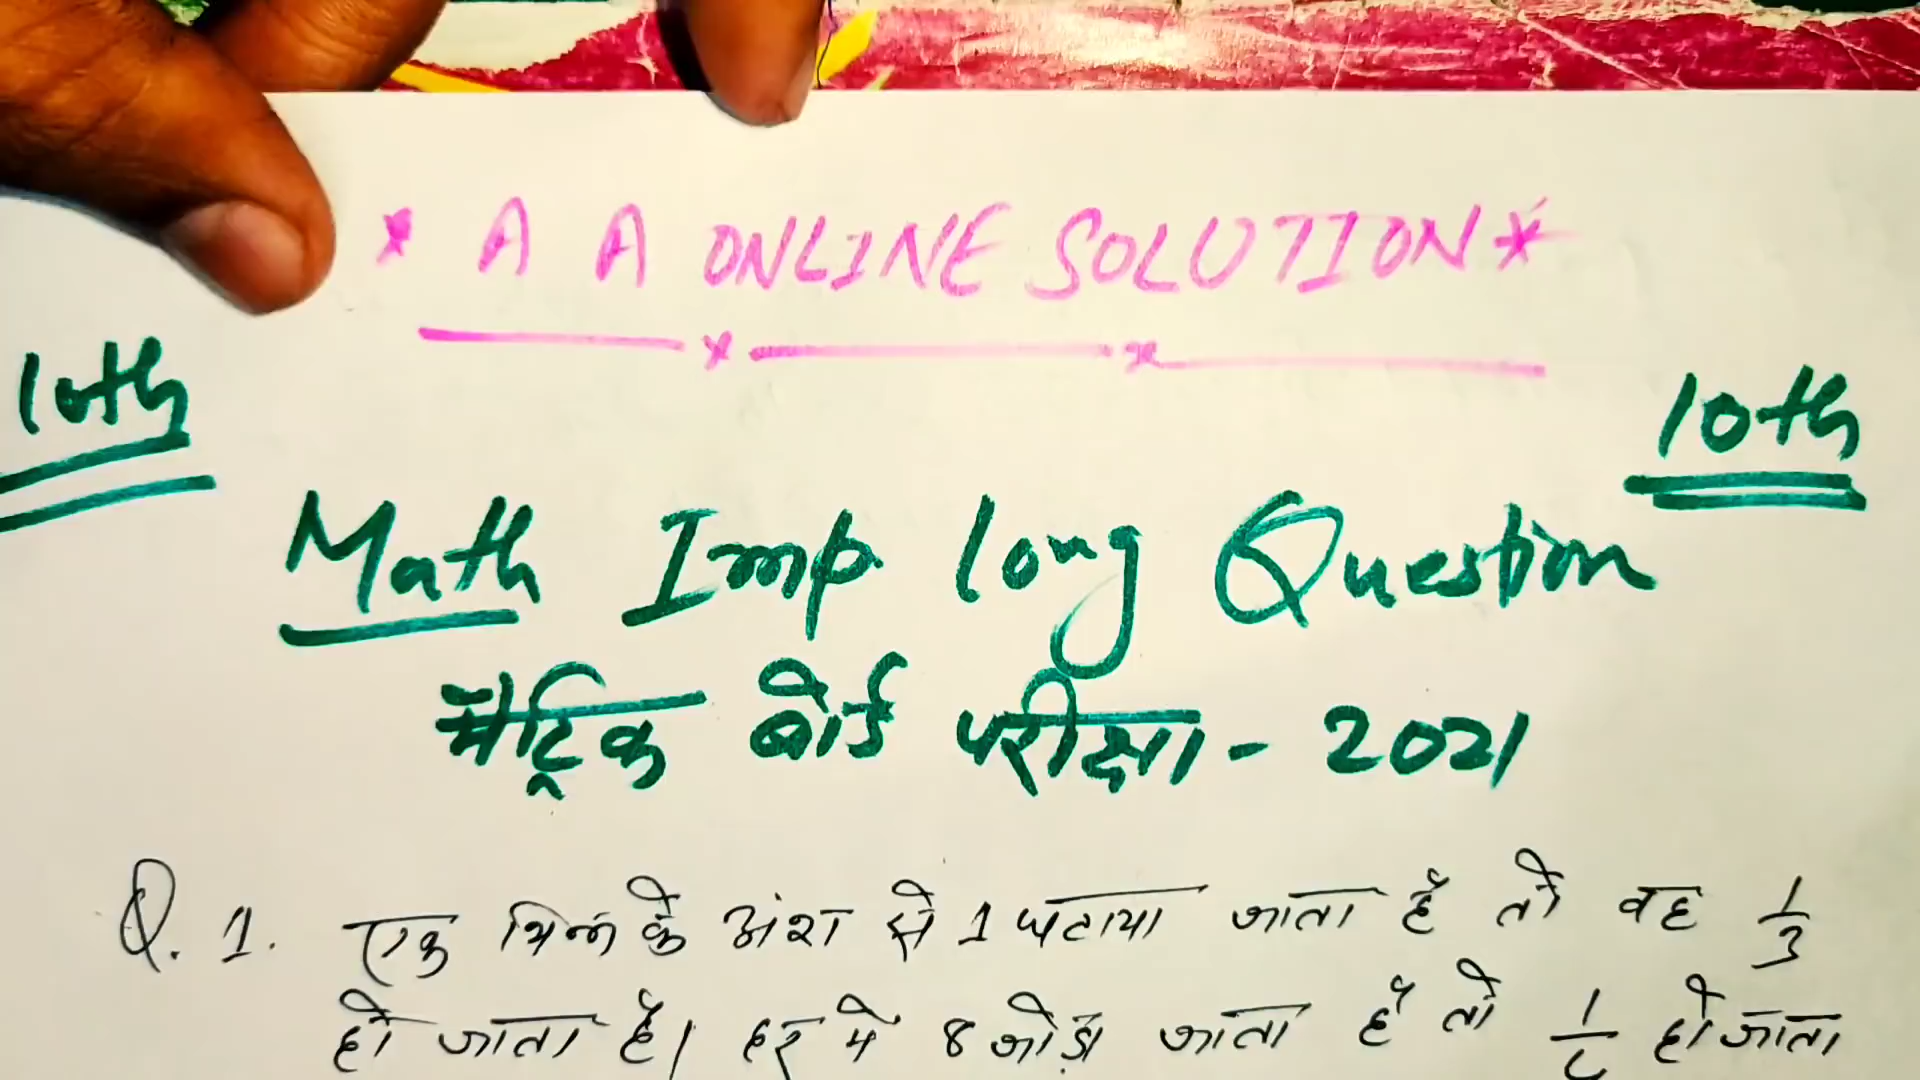 * A A ONLINE SOLUTION *
10th
10th
Math Imp long Question
मैट्रिक बोर्ड परीक्षा - 2021
Q. 1. एक भिन्न के अंश से 1 घटाया जाता है तो वह 1/3
हो जाता है। हर में 8 जोड़ा जाता है तो हो जाता